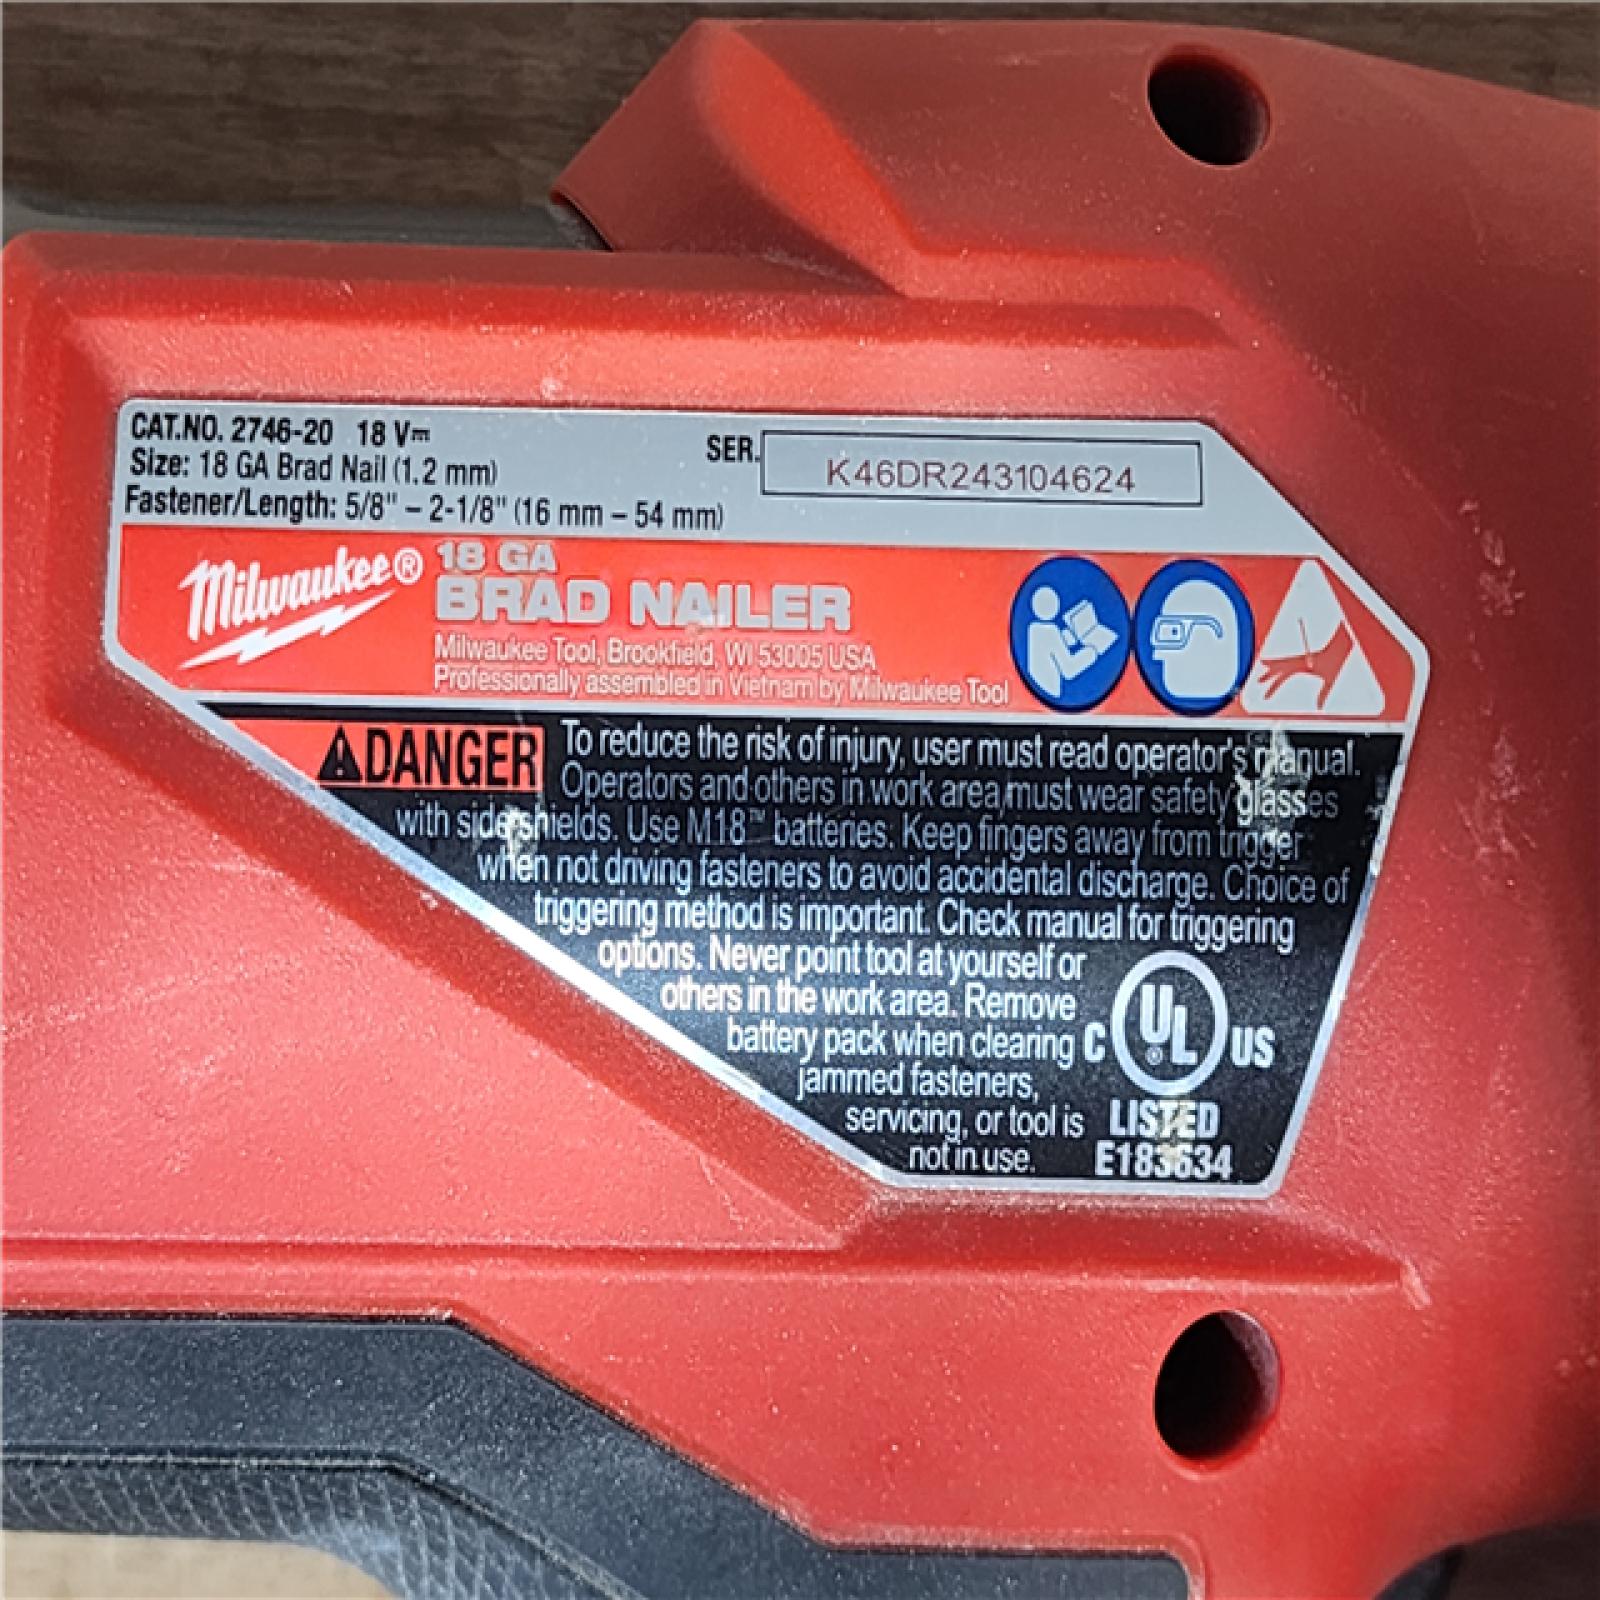 CAT.NO. 2746-20 18 V⎓
Size: 18 GA Brad Nail (1.2 mm)
Fastener/Length: 5/8" – 2-1/8" (16 mm – 54 mm)
SER. K46DR243104624
Milwaukee®
18 GA
BRAD NAILER
Milwaukee Tool, Brookfield, WI 53005 USA
Professionally assembled in Vietnam by Milwaukee Tool
DANGER
To reduce the risk of injury, user must read operator's manual.
Operators and others in work area must wear safety glasses
with side shields. Use M18™ batteries. Keep fingers away from trigger
when not driving fasteners to avoid accidental discharge. Choice of
triggering method is important. Check manual for triggering
options. Never point tool at yourself or
others in the work area. Remove
battery pack when clearing
jammed fasteners,
servicing, or tool is
not in use.
C UL® US
LISTED
E183634